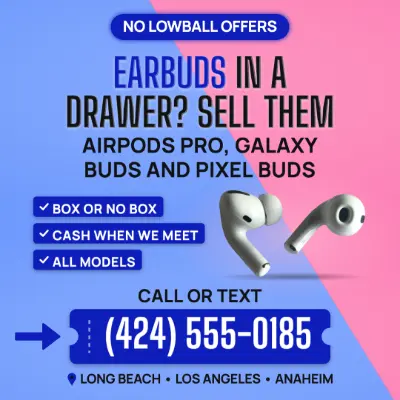 NO LOWBALL OFFERS
EARBUDS IN A
DRAWER? SELL THEM
AIRPODS PRO, GALAXY
BUDS AND PIXEL BUDS
✓ BOX OR NO BOX
✓ CASH WHEN WE MEET
✓ ALL MODELS
CALL OR TEXT
(424) 555-0185
LONG BEACH • LOS ANGELES • ANAHEIM